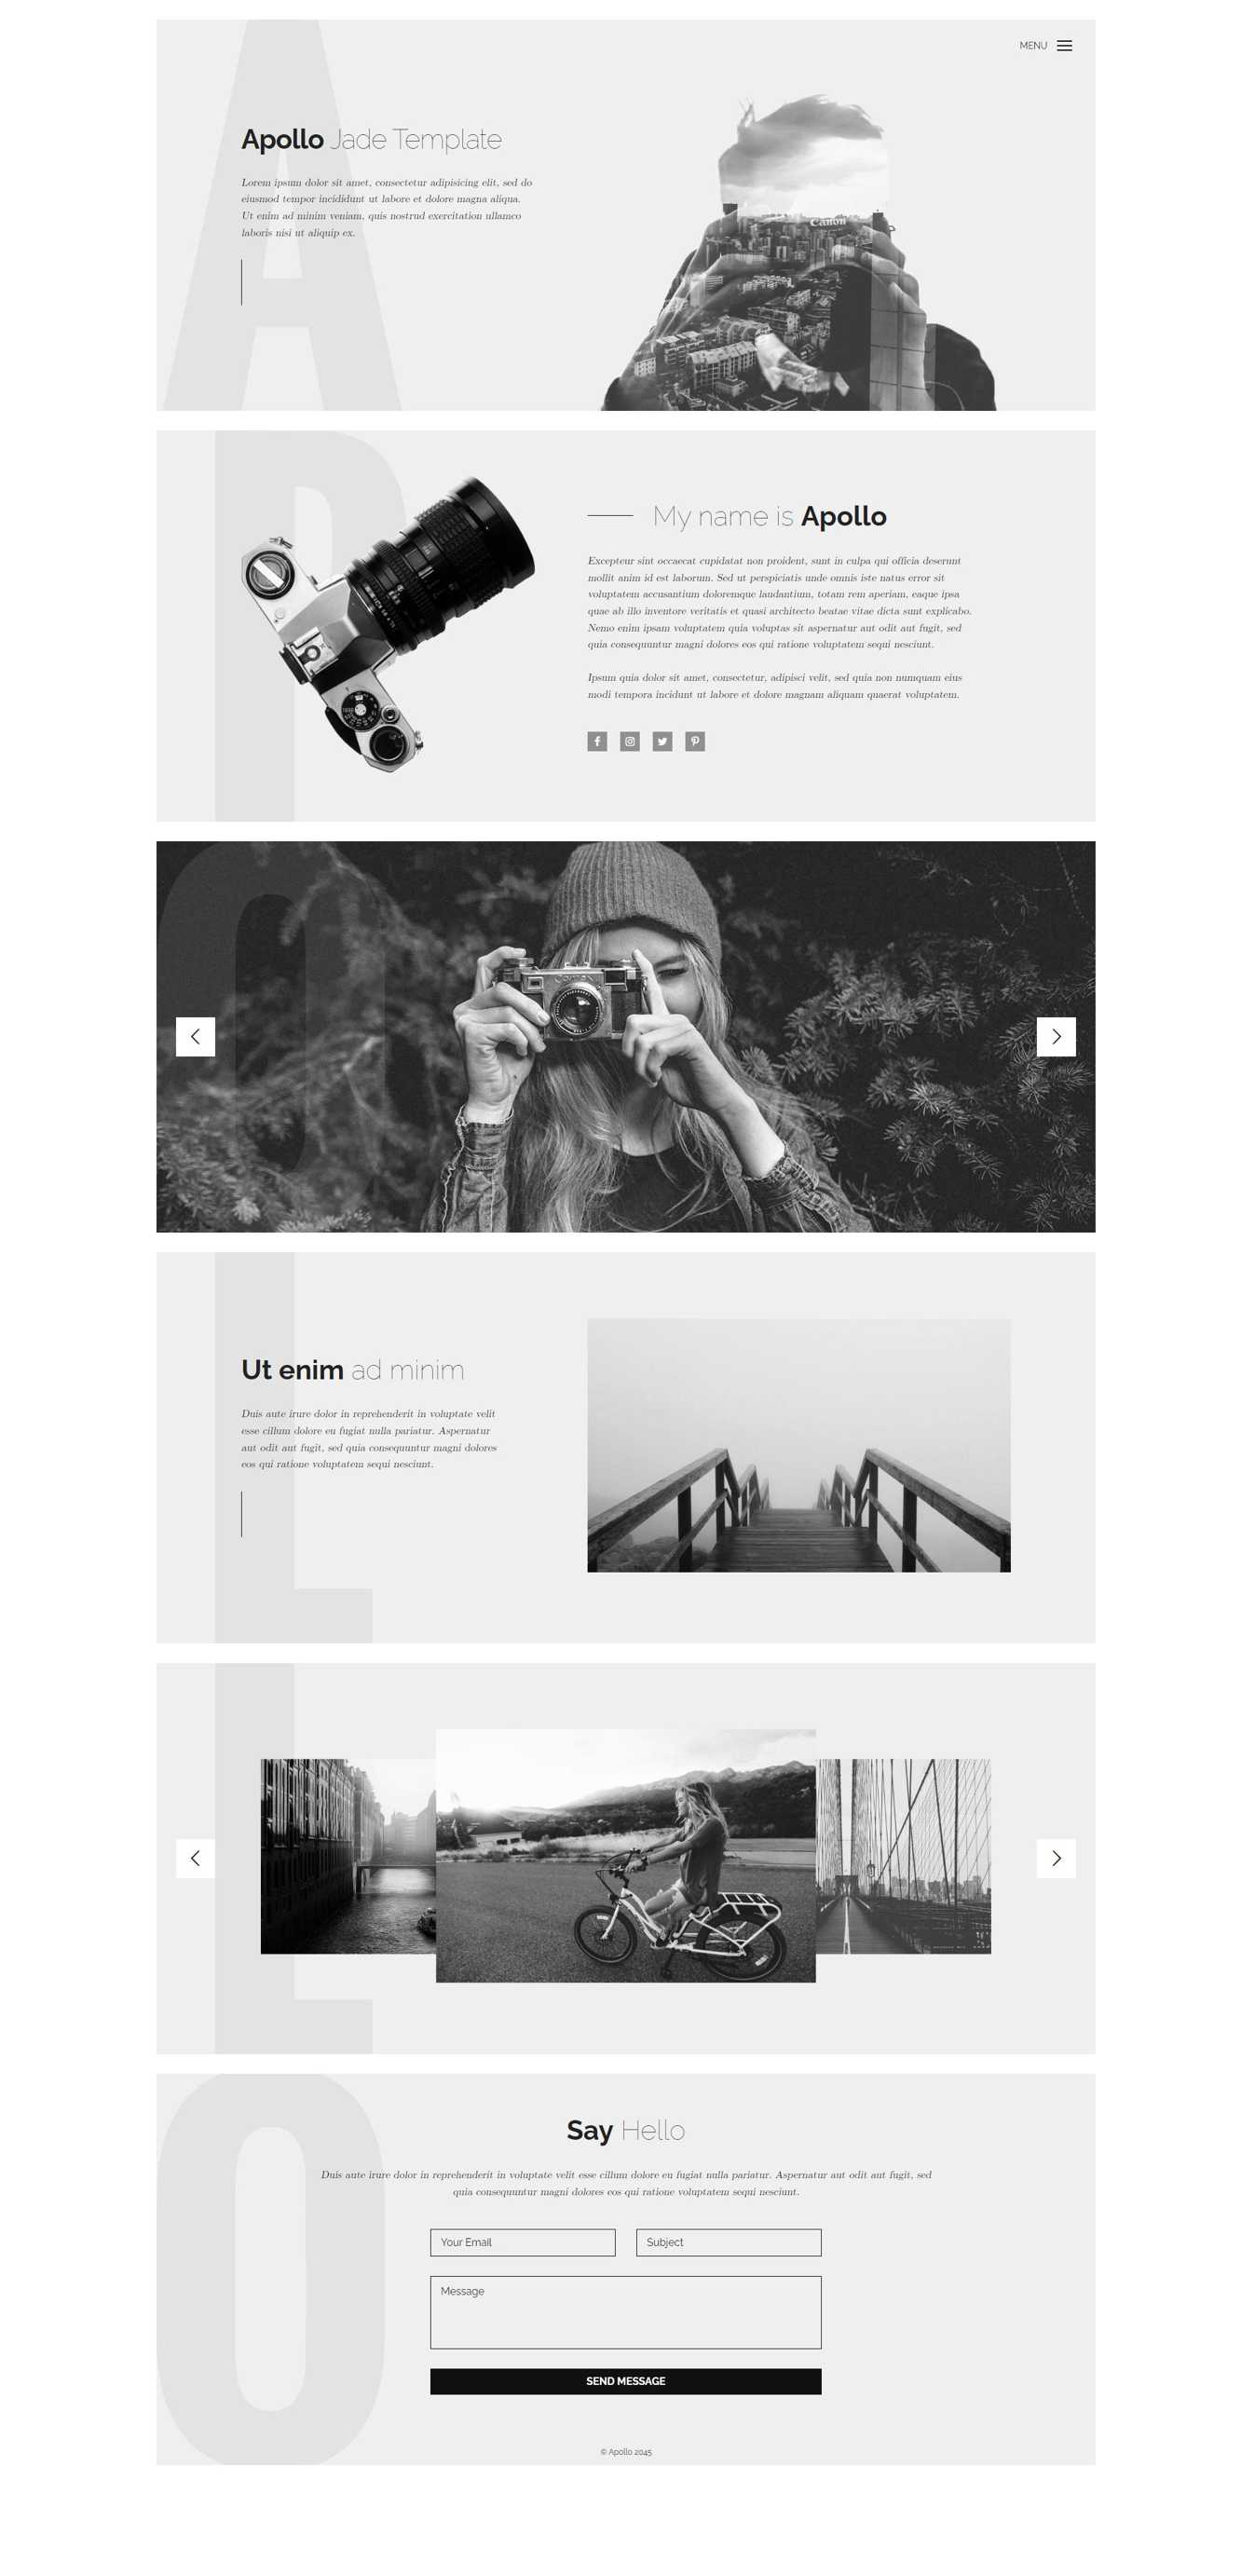 MENU
A
Apollo Jade Template
Lorem ipsum dolor sit amet, consectetur adipisicing elit, sed do
eiusmod tempor incididunt ut labore et dolore magna aliqua.
Ut enim ad minim veniam, quis nostrud exercitation ullamco
laboris nisi ut aliquip ex.
Canon
P
My name is Apollo
Excepteur sint occaecat cupidatat non proident, sunt in culpa qui officia deserunt
mollit anim id est laborum. Sed ut perspiciatis unde omnis iste natus error sit
voluptatem accusantium doloremque laudantium, totam rem aperiam, eaque ipsa
quae ab illo inventore veritatis et quasi architecto beatae vitae dicta sunt explicabo.
Nemo enim ipsam voluptatem quia voluptas sit aspernatur aut odit aut fugit, sed
quia consequuntur magni dolores eos qui ratione voluptatem sequi nesciunt.
Ipsum quia dolor sit amet, consectetur, adipisci velit, sed quia non numquam eius
modi tempora incidunt ut labore et dolore magnam aliquam quaerat voluptatem.
O
L
Ut enim ad minim
Duis aute irure dolor in reprehenderit in voluptate velit
esse cillum dolore eu fugiat nulla pariatur. Aspernatur
aut odit aut fugit, sed quia consequuntur magni dolores
eos qui ratione voluptatem sequi nesciunt.
L
O
Say Hello
Duis aute irure dolor in reprehenderit in voluptate velit esse cillum dolore eu fugiat nulla pariatur. Aspernatur aut odit aut fugit, sed
quia consequuntur magni dolores eos qui ratione voluptatem sequi nesciunt.
Your Email
Subject
Message
SEND MESSAGE
© Apollo 2045